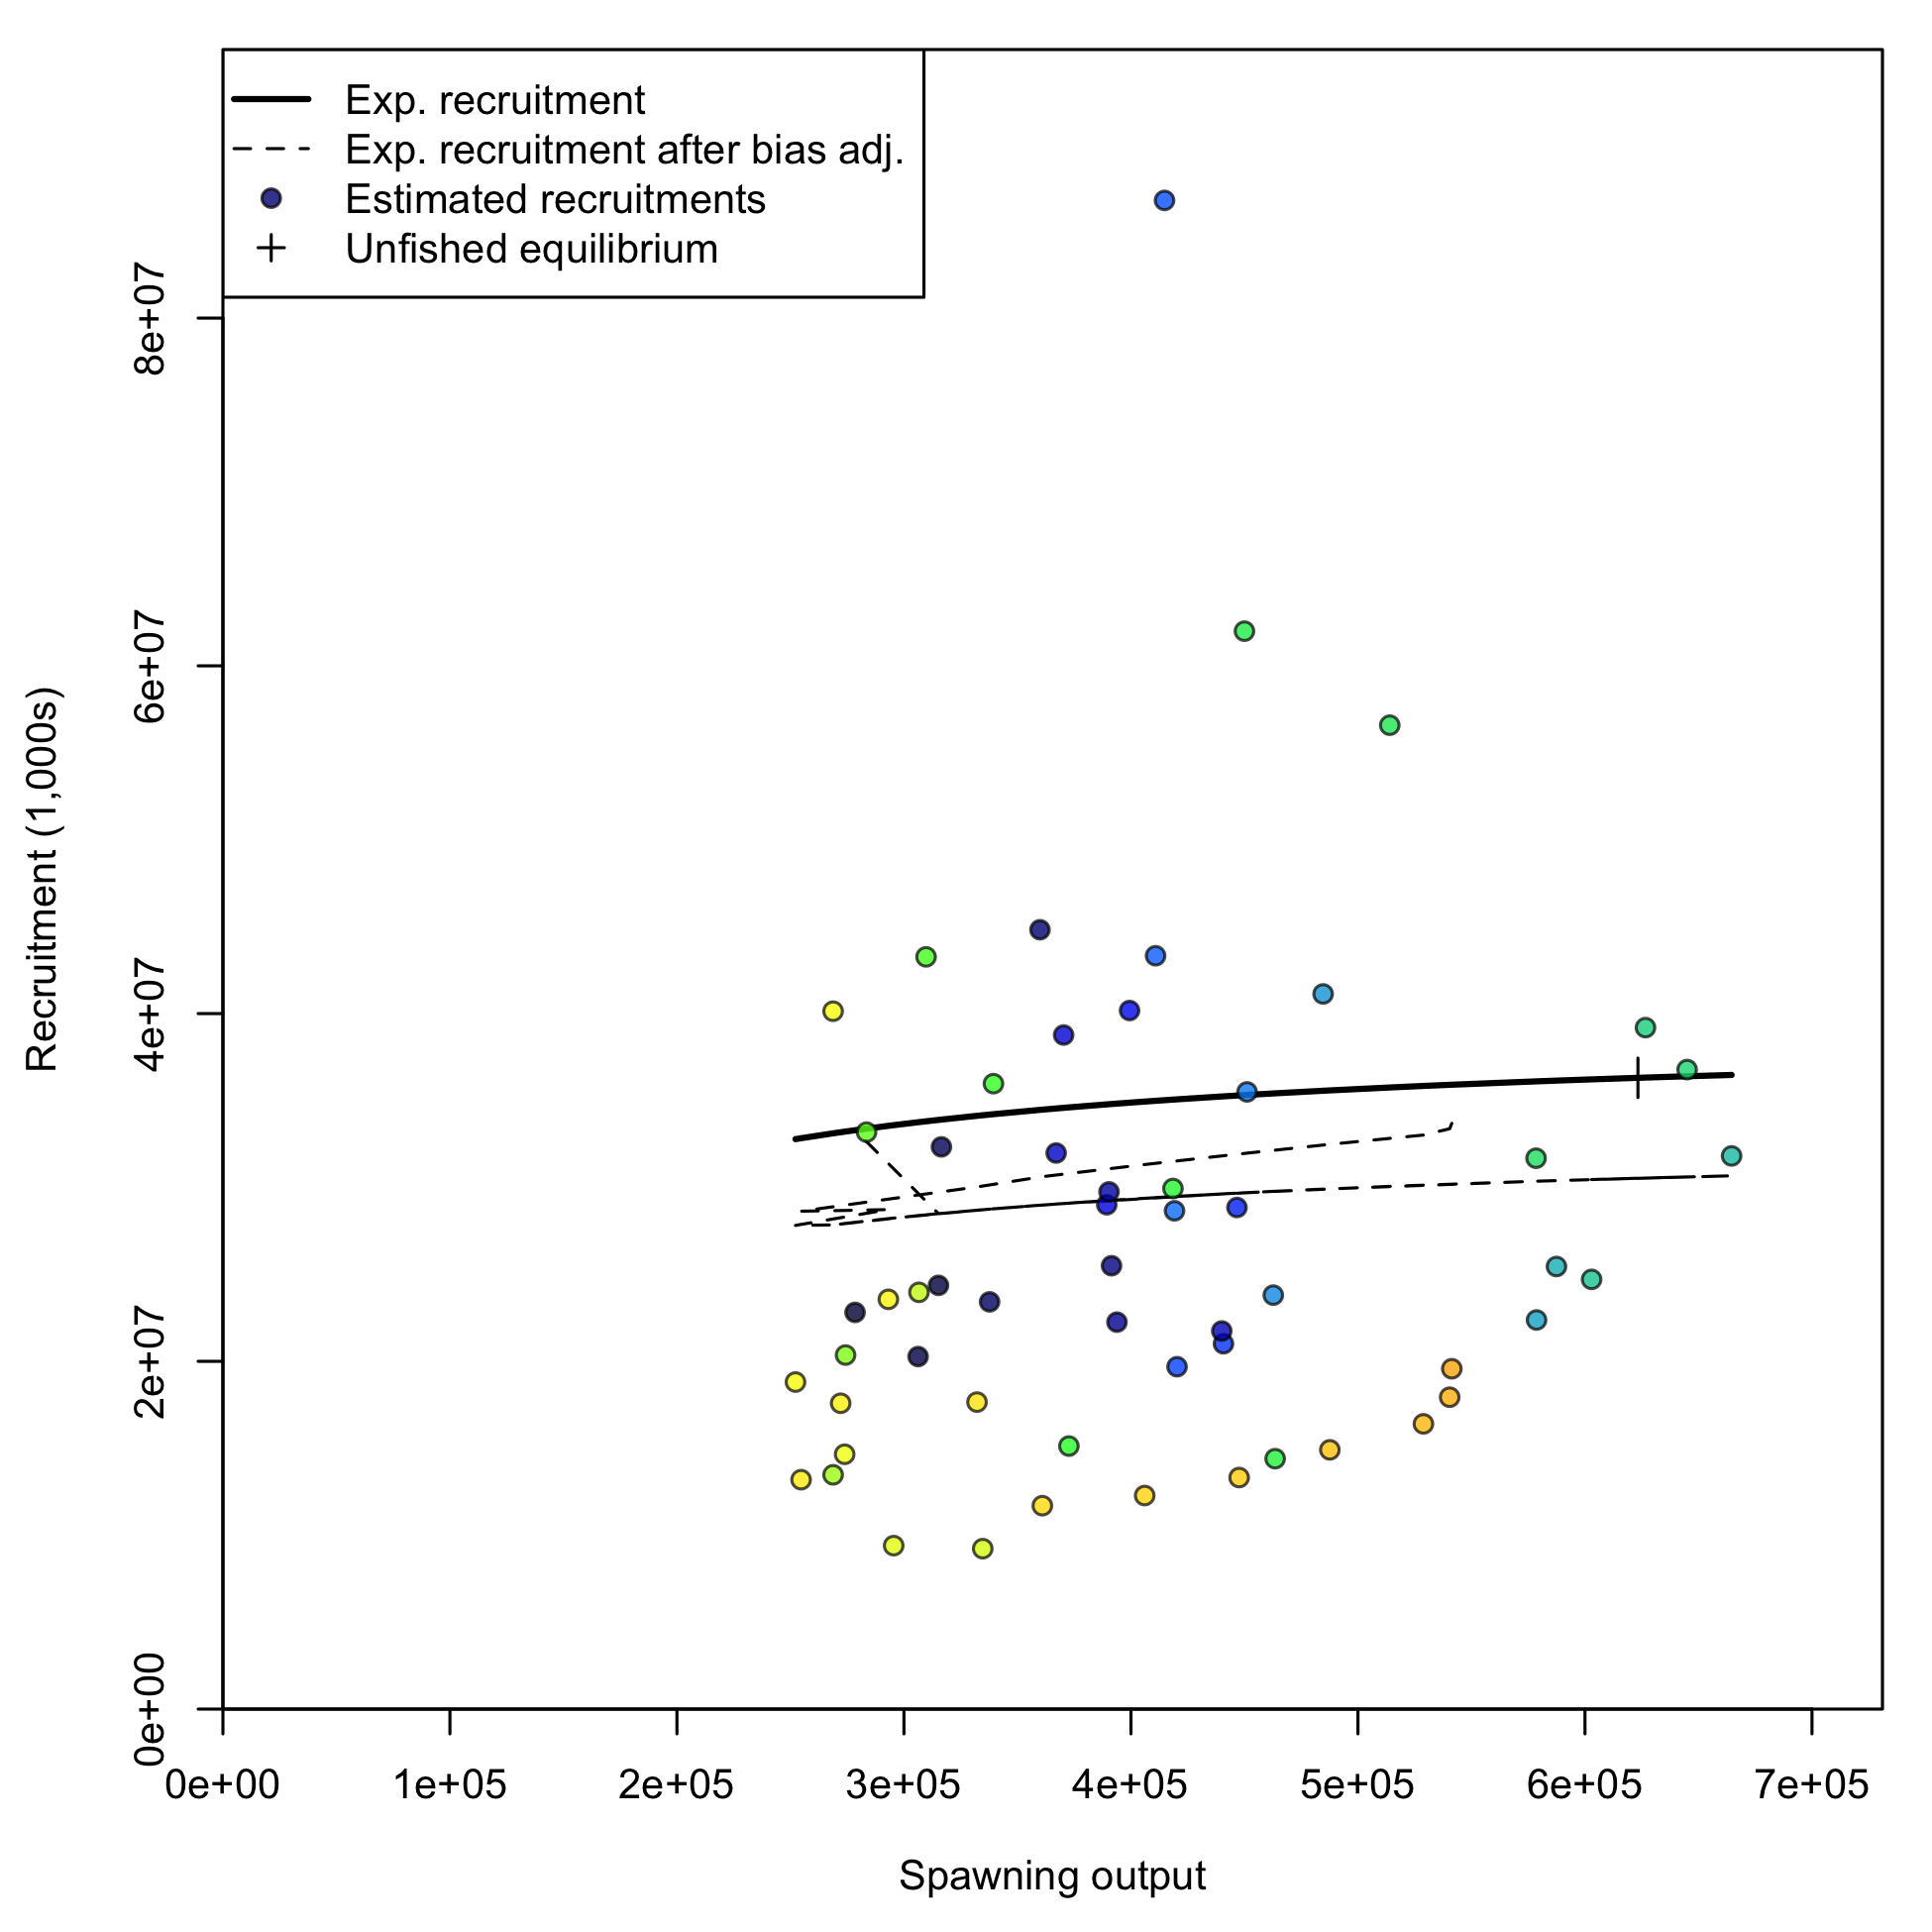 Exp. recruitment
Exp. recruitment after bias adj.
Estimated recruitments
Unfished equilibrium
Recruitment (1,000s)
8e+07
6e+07
4e+07
2e+07
0e+00
0e+00 1e+05 2e+05 3e+05 4e+05 5e+05 6e+05 7e+05
Spawning output